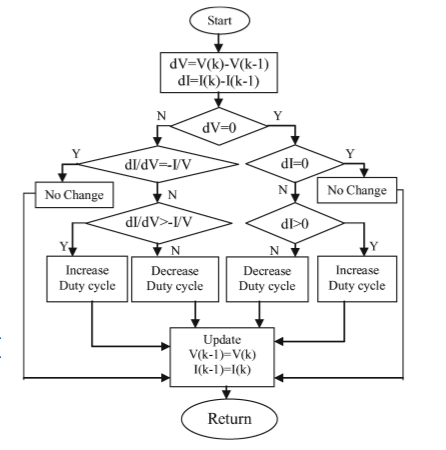 Start
dV=V(k)-V(k-1)
dI=I(k)-I(k-1)
N
dV=0
Y
Y
dI/dV=-I/V
dI=0
Y
No Change
N
N
No Change
dI/dV>-I/V
dI>0
Y
N
N
Y
Increase
Duty cycle
Decrease
Duty cycle
Decrease
Duty cycle
Increase
Duty cycle
Update
V(k-1)=V(k)
I(k-1)=I(k)
Return